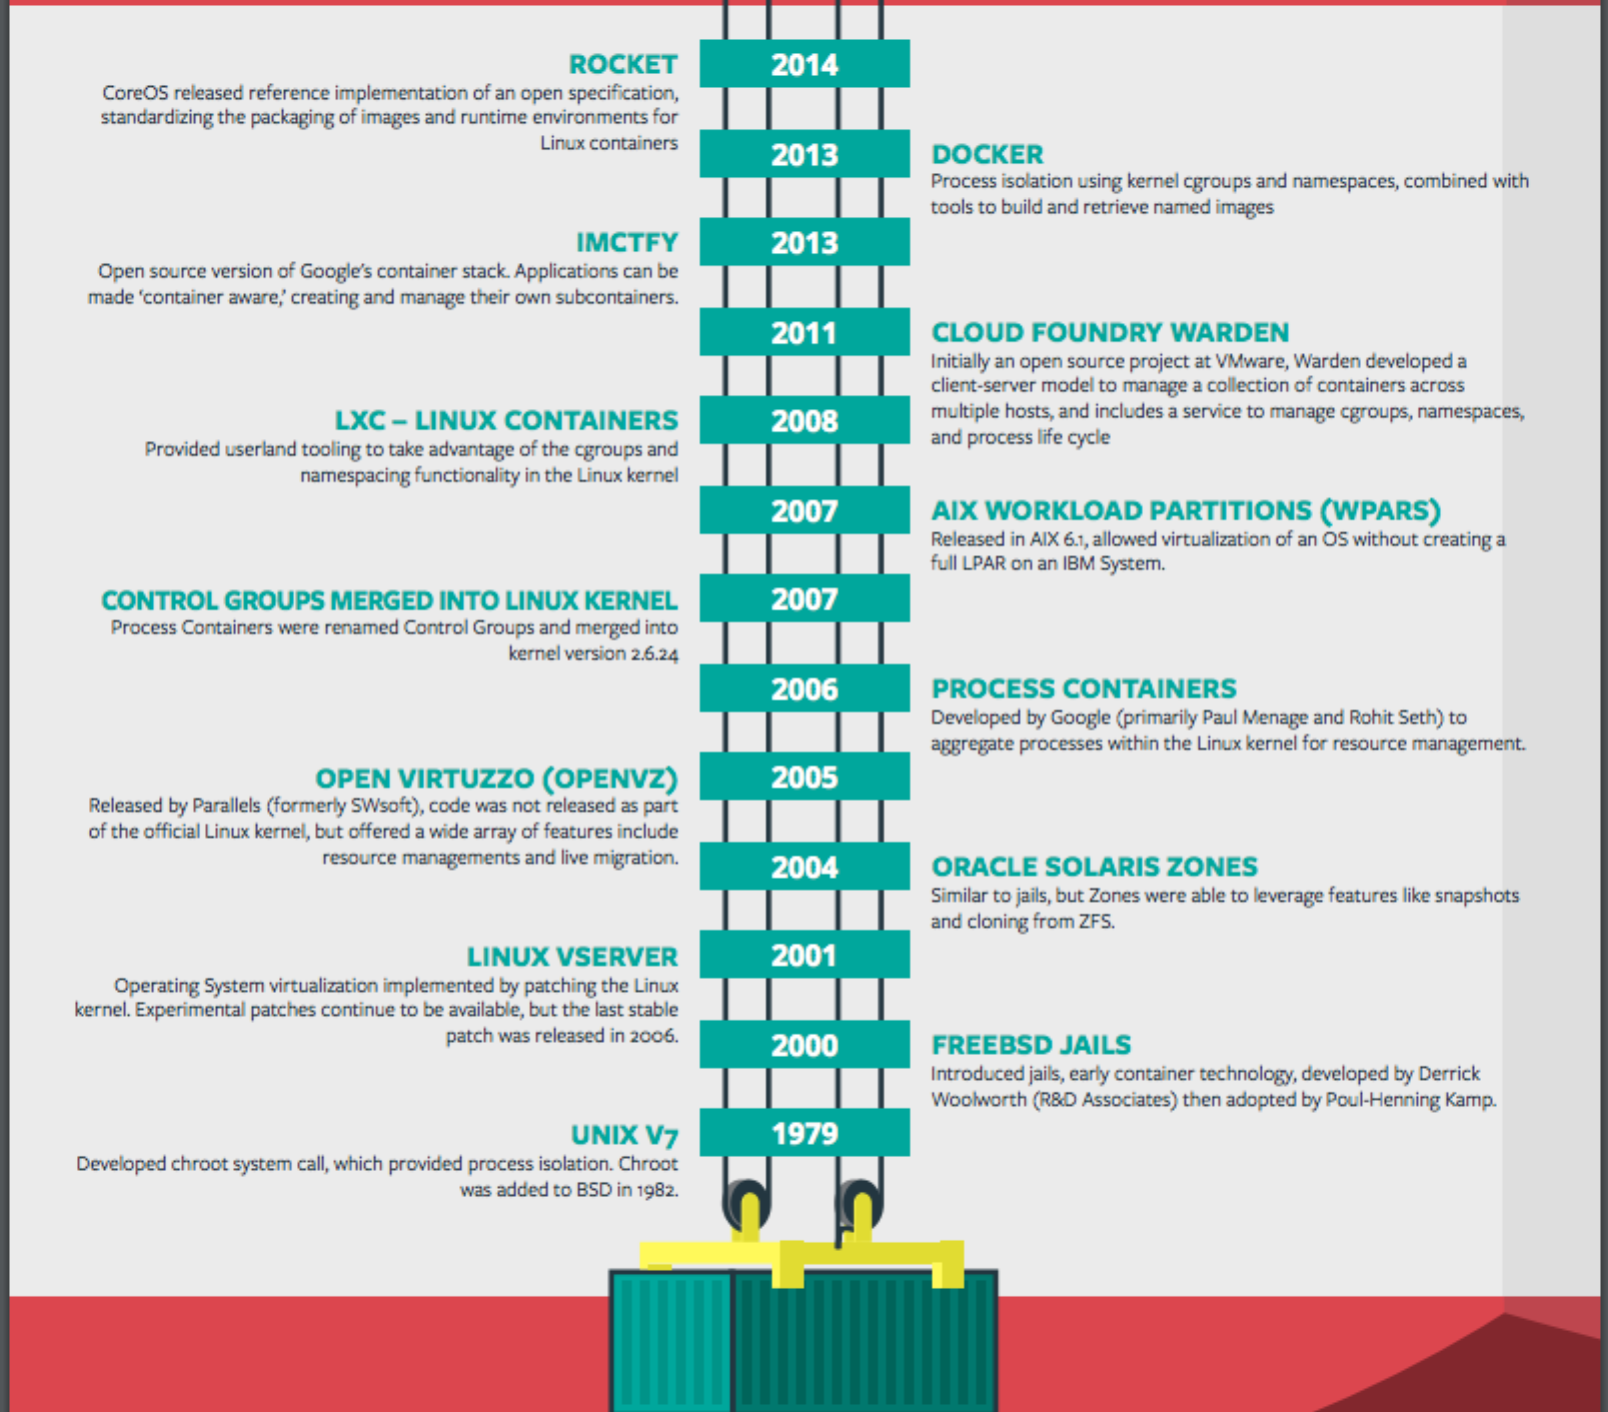 ROCKET
2014
CoreOS released reference implementation of an open specification,
standardizing the packaging of images and runtime environments for
Linux containers
2013
DOCKER
Process isolation using kernel cgroups and namespaces, combined with
tools to build and retrieve named images
IMCTFY
2013
Open source version of Google's container stack. Applications can be
made ‘container aware,’ creating and manage their own subcontainers.
2011
CLOUD FOUNDRY WARDEN
Initially an open source project at VMware, Warden developed a
client-server model to manage a collection of containers across
multiple hosts, and includes a service to manage cgroups, namespaces,
and process life cycle
LXC – LINUX CONTAINERS
2008
Provided userland tooling to take advantage of the cgroups and
namespacing functionality in the Linux kernel
2007
AIX WORKLOAD PARTITIONS (WPARS)
Released in AIX 6.1, allowed virtualization of an OS without creating a
full LPAR on an IBM System.
CONTROL GROUPS MERGED INTO LINUX KERNEL
2007
Process Containers were renamed Control Groups and merged into
kernel version 2.6.24
2006
PROCESS CONTAINERS
Developed by Google (primarily Paul Menage and Rohit Seth) to
aggregate processes within the Linux kernel for resource management.
OPEN VIRTUZZO (OPENVZ)
2005
Released by Parallels (formerly SWsoft), code was not released as part
of the official Linux kernel, but offered a wide array of features include
resource managements and live migration.
2004
ORACLE SOLARIS ZONES
Similar to jails, but Zones were able to leverage features like snapshots
and cloning from ZFS.
LINUX VSERVER
2001
Operating System virtualization implemented by patching the Linux
kernel. Experimental patches continue to be available, but the last stable
patch was released in 2006.
2000
FREEBSD JAILS
Introduced jails, early container technology, developed by Derrick
Woolworth (R&D Associates) then adopted by Poul-Henning Kamp.
UNIX V7
1979
Developed chroot system call, which provided process isolation. Chroot
was added to BSD in 1982.